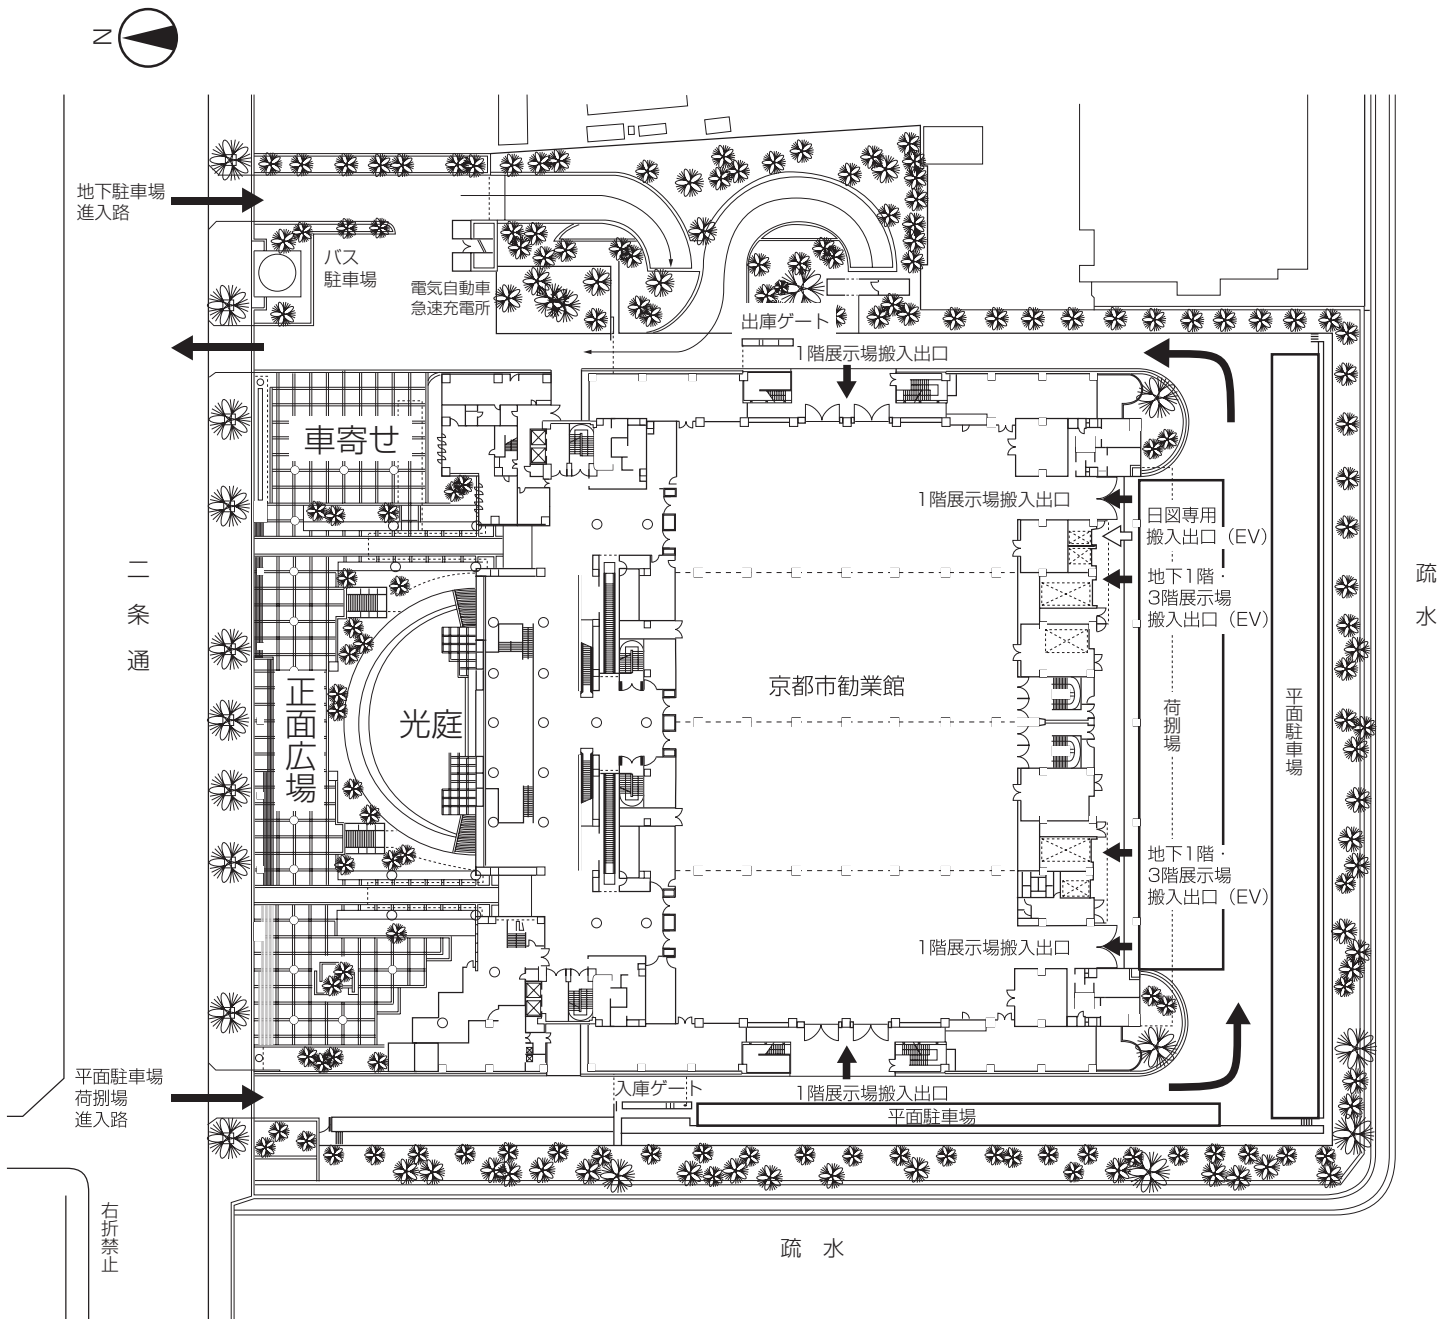 N
地下駐車場
進入路
バス
駐車場
電気自動車
急速充電所
出庫ゲート
1階展示場搬入出口
車寄せ
1階展示場搬入出口
日図専用
搬入出口（EV）
地下1階・
3階展示場
搬入出口（EV）
二条通
疏水
正面広場
光庭
京都市勧業館
荷捌場
平面駐車場
地下1階・
3階展示場
搬入出口（EV）
1階展示場搬入出口
平面駐車場
荷捌場
進入路
入庫ゲート
1階展示場搬入出口
平面駐車場
右折禁止
疏水